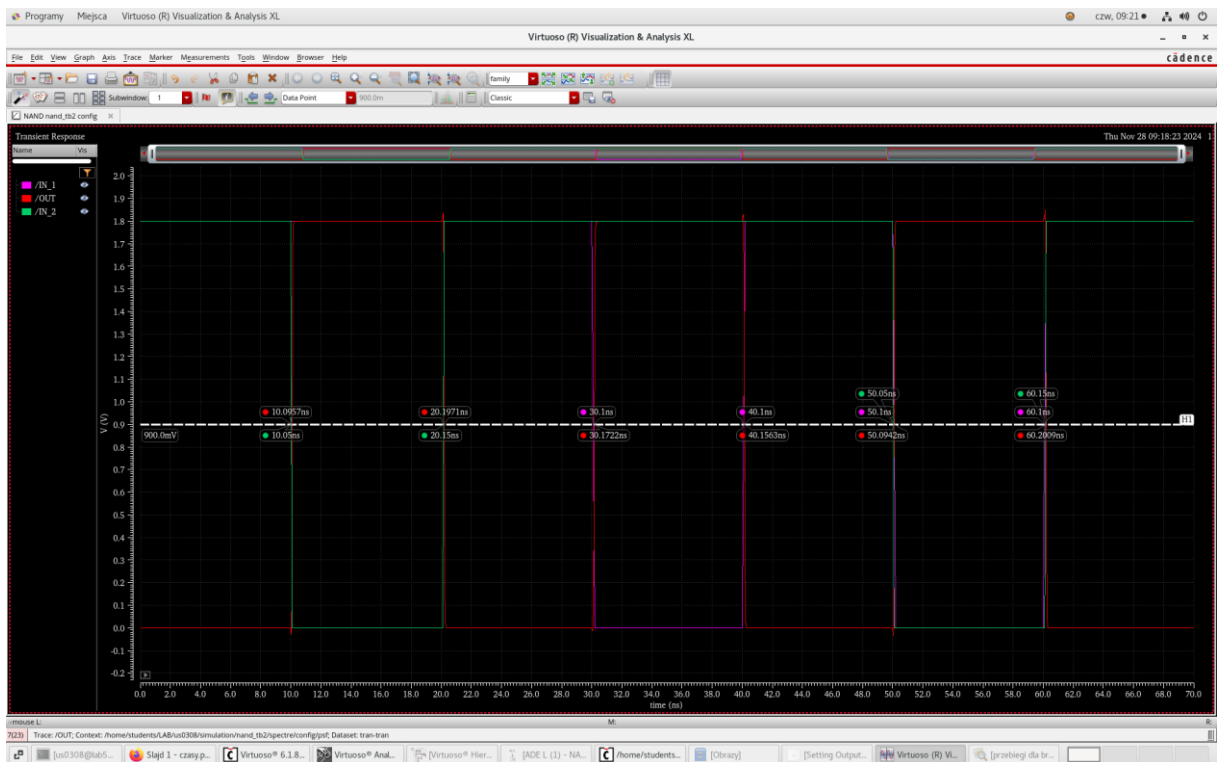 Programy Miejsca Virtuoso (R) Visualization & Analysis XL czw, 09:21
Virtuoso (R) Visualization & Analysis XL
File Edit View Graph Axis Trace Marker Measurements Tools Window Browser Help cādence
family
Subwindow: 1 Data Point 900.0m Classic
NAND nand_tb2 config
Transient Response Thu Nov 28 09:18:23 2024 1
Name Vis
/IN_1
/OUT
/IN_2
2.0
1.9
1.8
1.7
1.6
1.5
1.4
1.3
1.2
1.1
1.0
0.9
0.8
0.7
0.6
0.5
0.4
0.3
0.2
0.1
0.0
-0.1
-0.2
V (V)
50.05ns 60.15ns
10.0957ns 20.1971ns 30.1ns 40.1ns 50.1ns 60.1ns
H1
900.0mV 10.05ns 20.15ns 30.1722ns 40.1563ns 50.0942ns 60.2009ns
0.0 2.0 4.0 6.0 8.0 10.0 12.0 14.0 16.0 18.0 20.0 22.0 24.0 26.0 28.0 30.0 32.0 34.0 36.0 38.0 40.0 42.0 44.0 46.0 48.0 50.0 52.0 54.0 56.0 58.0 60.0 62.0 64.0 66.0 68.0 70.0
time (ns)
mouse L: M: R:
7(23) Trace: /OUT; Context: /home/students/LAB/us0308/simulation/nand_tb2/spectre/config/psf; Dataset: tran-tran
[us0308@lab5... Slajd 1 - czasy.p... Virtuoso® 6.1.8... Virtuoso® Anal... [Virtuoso® Hier... [ADE L (1) - NA... /home/students... [Obrazy] [Setting Output... Virtuoso (R) Vi... [przebiegi dla br...